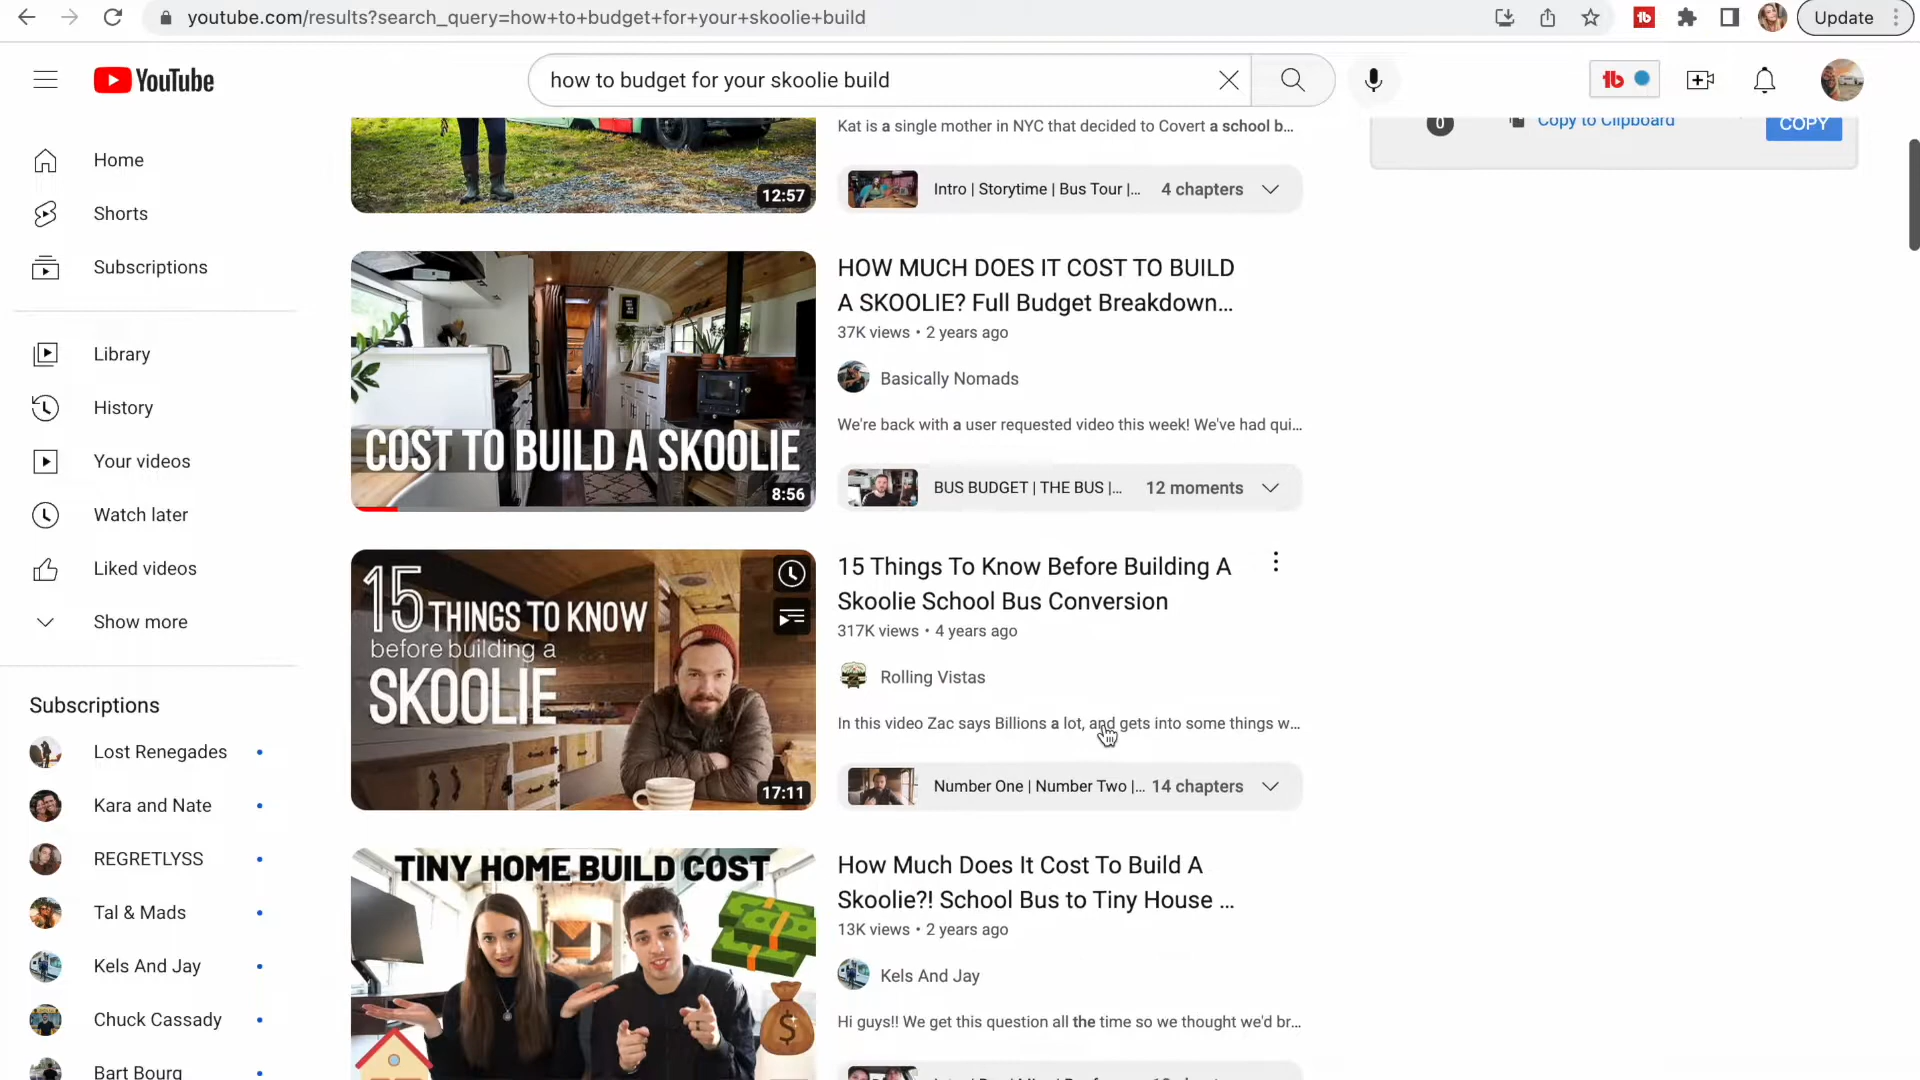 youtube.com/results?search_query=how+to+budget+for+your+skoolie+build
Update
YouTube
how to budget for your skoolie build
tb
Home
Shorts
Subscriptions
Library
History
Your videos
Watch later
Liked videos
Show more
Subscriptions
Lost Renegades
Kara and Nate
REGRETLYSS
Tal & Mads
Kels And Jay
Chuck Cassady
Bart Bourg
12:57
Kat is a single mother in NYC that decided to Covert a school b...
Intro | Storytime | Bus Tour |... 4 chapters
0 Copy to Clipboard COPY
COST TO BUILD A SKOOLIE
8:56
HOW MUCH DOES IT COST TO BUILD
A SKOOLIE? Full Budget Breakdown...
37K views • 2 years ago
Basically Nomads
We're back with a user requested video this week! We've had qui...
BUS BUDGET | THE BUS |... 12 moments
15 THINGS TO KNOW
before building a
SKOOLIE
17:11
15 Things To Know Before Building A
Skoolie School Bus Conversion
317K views • 4 years ago
Rolling Vistas
In this video Zac says Billions a lot, and gets into some things w...
Number One | Number Two |... 14 chapters
TINY HOME BUILD COST
$
How Much Does It Cost To Build A
Skoolie?! School Bus to Tiny House ...
13K views • 2 years ago
Kels And Jay
Hi guys!! We get this question all the time so we thought we'd br...